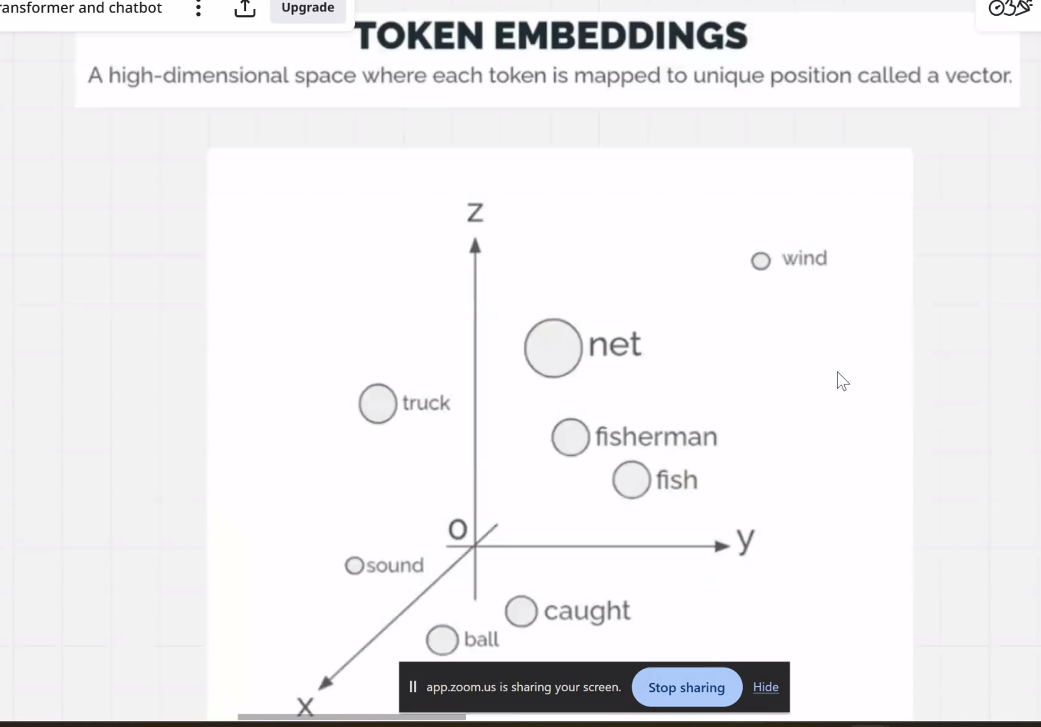 ransformer and chatbot
Upgrade
TOKEN EMBEDDINGS
A high-dimensional space where each token is mapped to unique position called a vector.
z
wind
net
truck
fisherman
fish
O
y
sound
caught
ball
app.zoom.us is sharing your screen.
Stop sharing
Hide
x